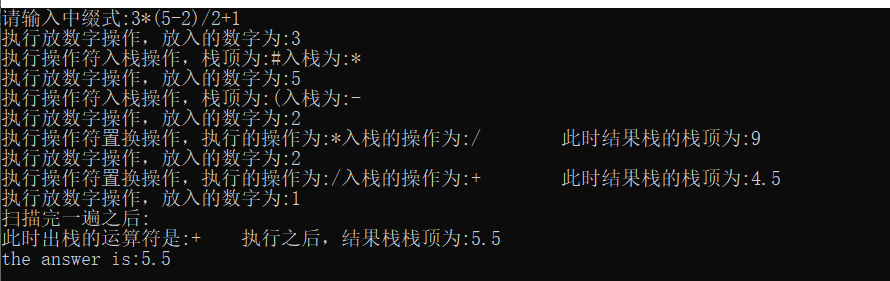 请输入中缀式:3*(5-2)/2+1
执行放数字操作，放入的数字为:3
执行操作符入栈操作，栈顶为:#入栈为:*
执行放数字操作，放入的数字为:5
执行操作符入栈操作，栈顶为:(入栈为:-
执行放数字操作，放入的数字为:2
执行操作符置换操作，执行的操作为:*入栈的操作为:/ 此时结果栈的栈顶为:9
执行放数字操作，放入的数字为:2
执行操作符置换操作，执行的操作为:/入栈的操作为:+ 此时结果栈的栈顶为:4.5
执行放数字操作，放入的数字为:1
扫描完一遍之后:
此时出栈的运算符是:+ 执行之后，结果栈栈顶为:5.5
the answer is:5.5